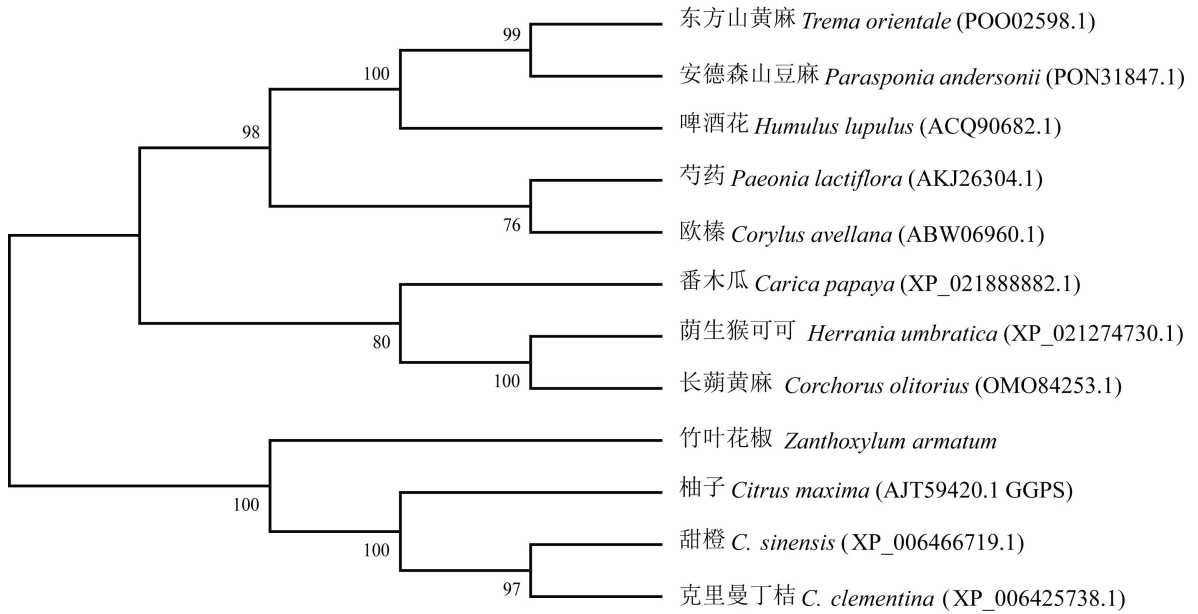 99
东方山黄麻 Trema orientale (POO02598.1)
100
安德森山豆麻 Parasponia andersonii (PON31847.1)
98
啤酒花 Humulus lupulus (ACQ90682.1)
芍药 Paeonia lactiflora (AKJ26304.1)
76
欧榛 Corylus avellana (ABW06960.1)
番木瓜 Carica papaya (XP_021888882.1)
80
荫生猴可可 Herrania umbratica (XP_021274730.1)
100
长蒴黄麻 Corchorus olitorius (OMO84253.1)
竹叶花椒 Zanthoxylum armatum
100
柚子 Citrus maxima (AJT59420.1 GGPS)
100
甜橙 C. sinensis (XP_006466719.1)
97
克里曼丁桔 C. clementina (XP_006425738.1)